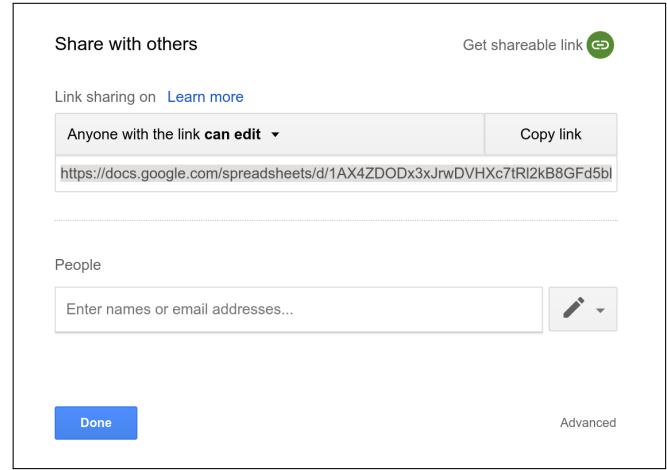 Share with others
Get shareable link
Link sharing on Learn more
Anyone with the link can edit
Copy link
https://docs.google.com/spreadsheets/d/1AX4ZDODx3xJrwDVHXc7tRl2kB8GFd5bl
People
Enter names or email addresses...
Done
Advanced